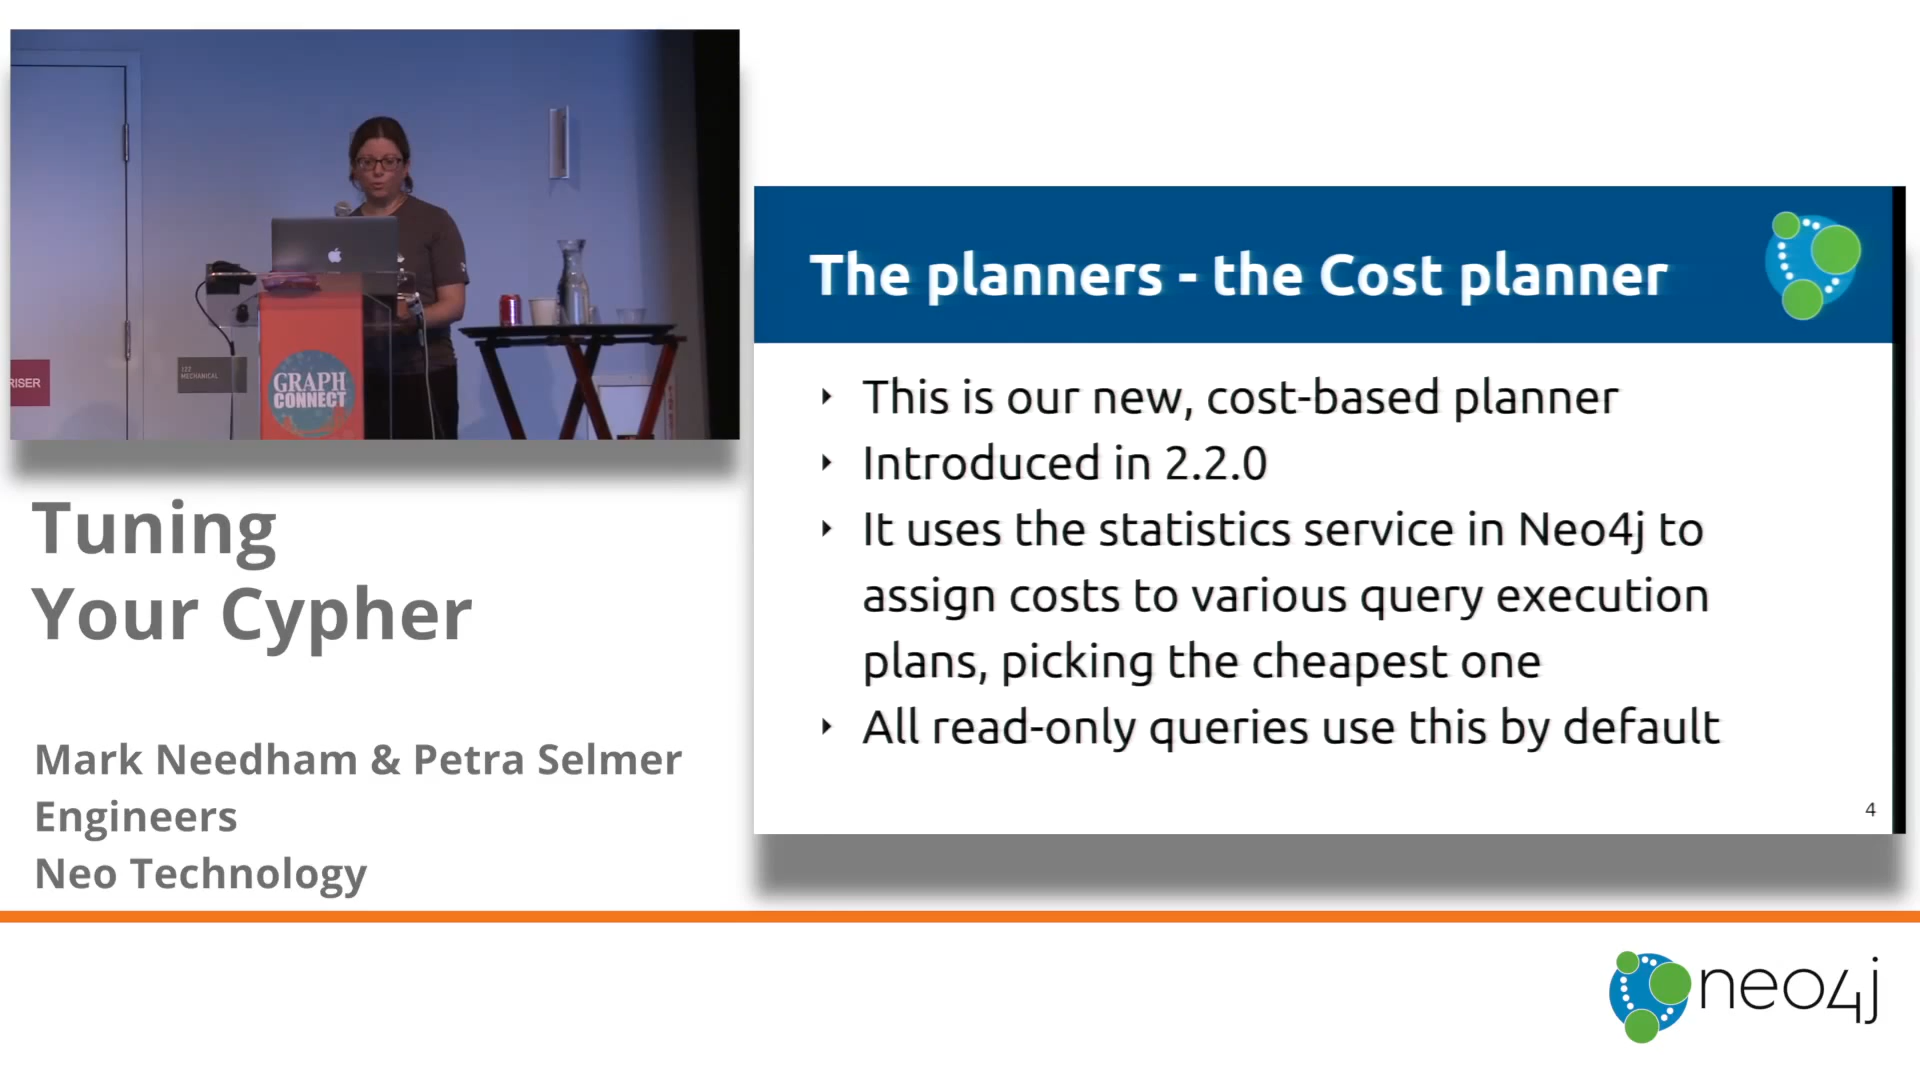 RISER
122
MECHANICAL
GRAPH
CONNECT
Tuning
Your Cypher
Mark Needham & Petra Selmer
Engineers
Neo Technology
The planners - the Cost planner
‣ This is our new, cost-based planner
‣ Introduced in 2.2.0
‣ It uses the statistics service in Neo4j to
assign costs to various query execution
plans, picking the cheapest one
‣ All read-only queries use this by default
4
neo4j